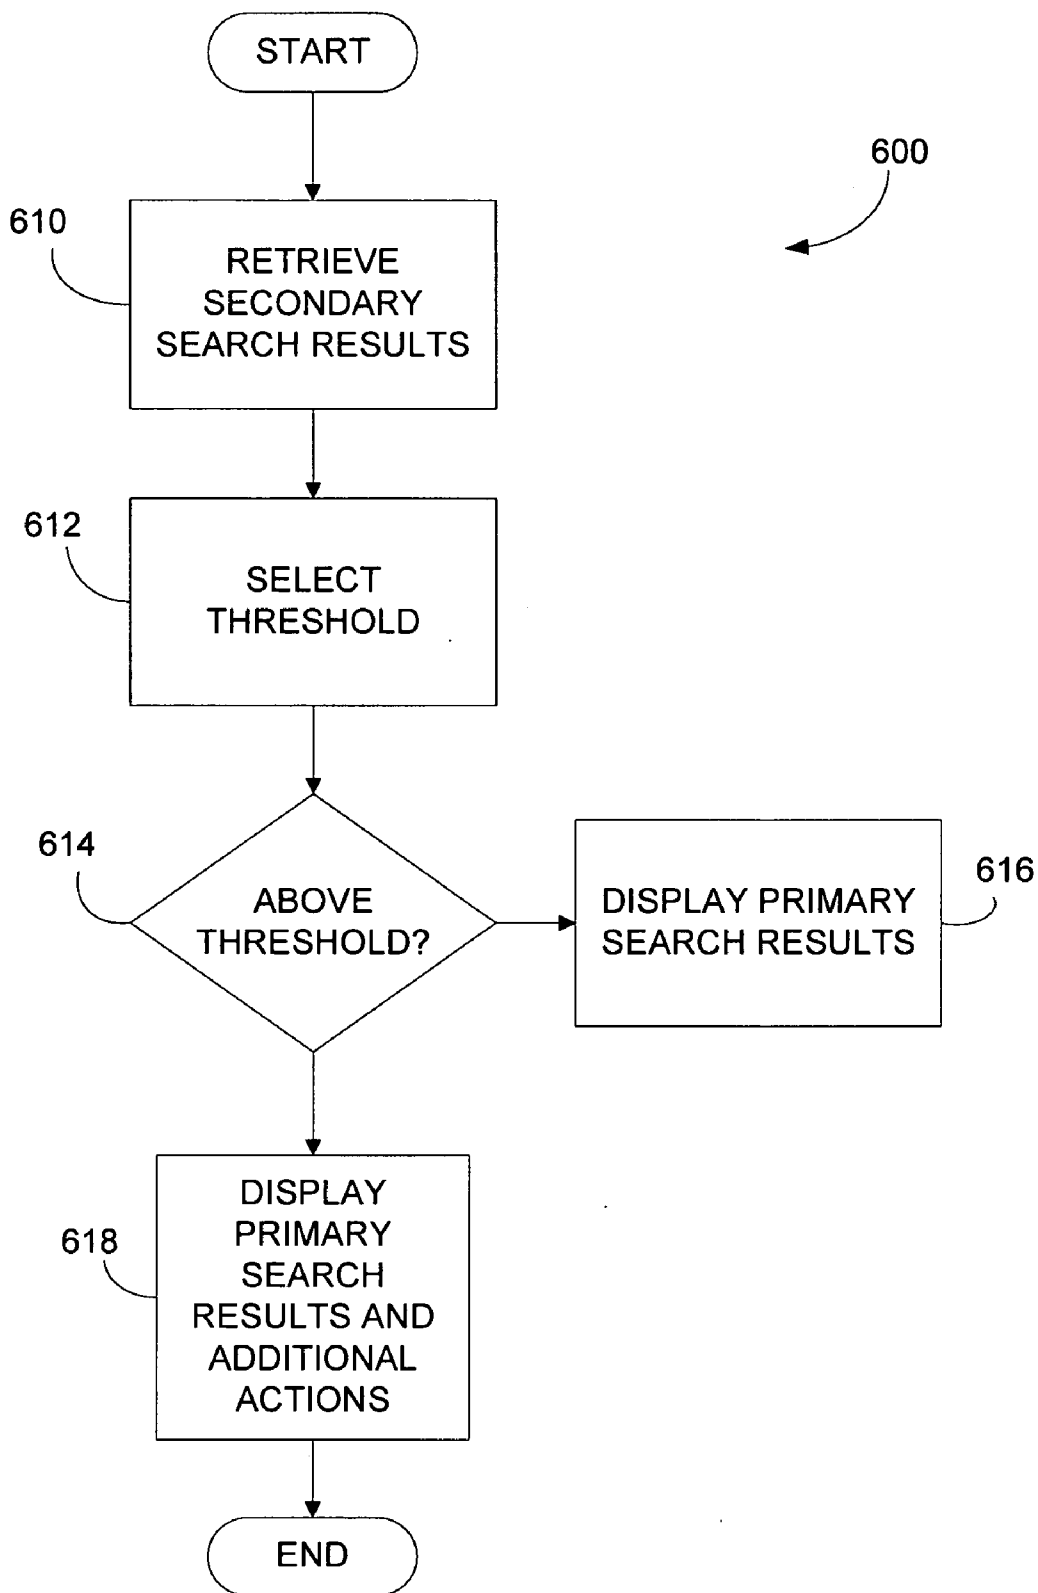 START
600
610
RETRIEVE
SECONDARY
SEARCH RESULTS
612
SELECT
THRESHOLD
614
ABOVE
THRESHOLD?
616
DISPLAY PRIMARY
SEARCH RESULTS
618
DISPLAY
PRIMARY
SEARCH
RESULTS AND
ADDITIONAL
ACTIONS
END